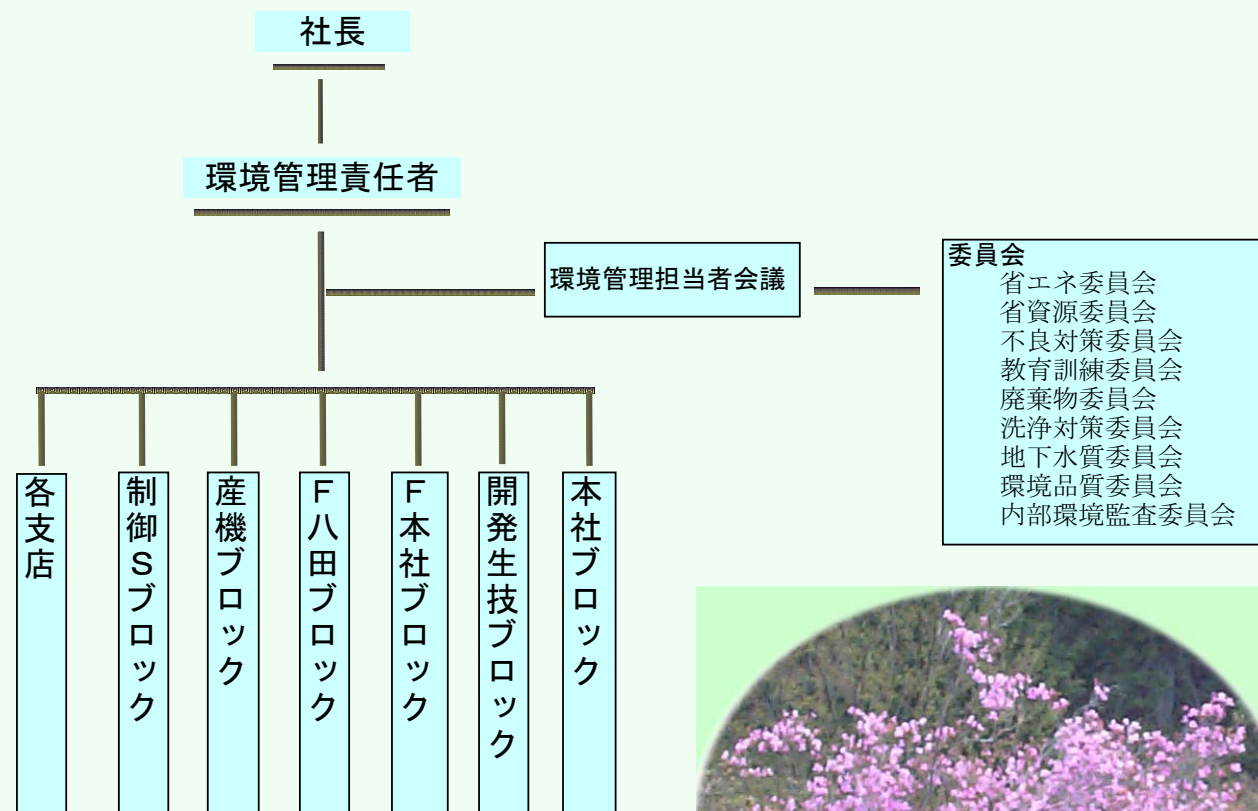 社長
環境管理責任者
環境管理担当者会議
委員会
省エネ委員会
省資源委員会
不良対策委員会
教育訓練委員会
廃棄物委員会
洗浄対策委員会
地下水質委員会
環境品質委員会
内部環境監査委員会
各支店
制御Sブロック
産機ブロック
F八田ブロック
F本社ブロック
開発生技ブロック
本社ブロック